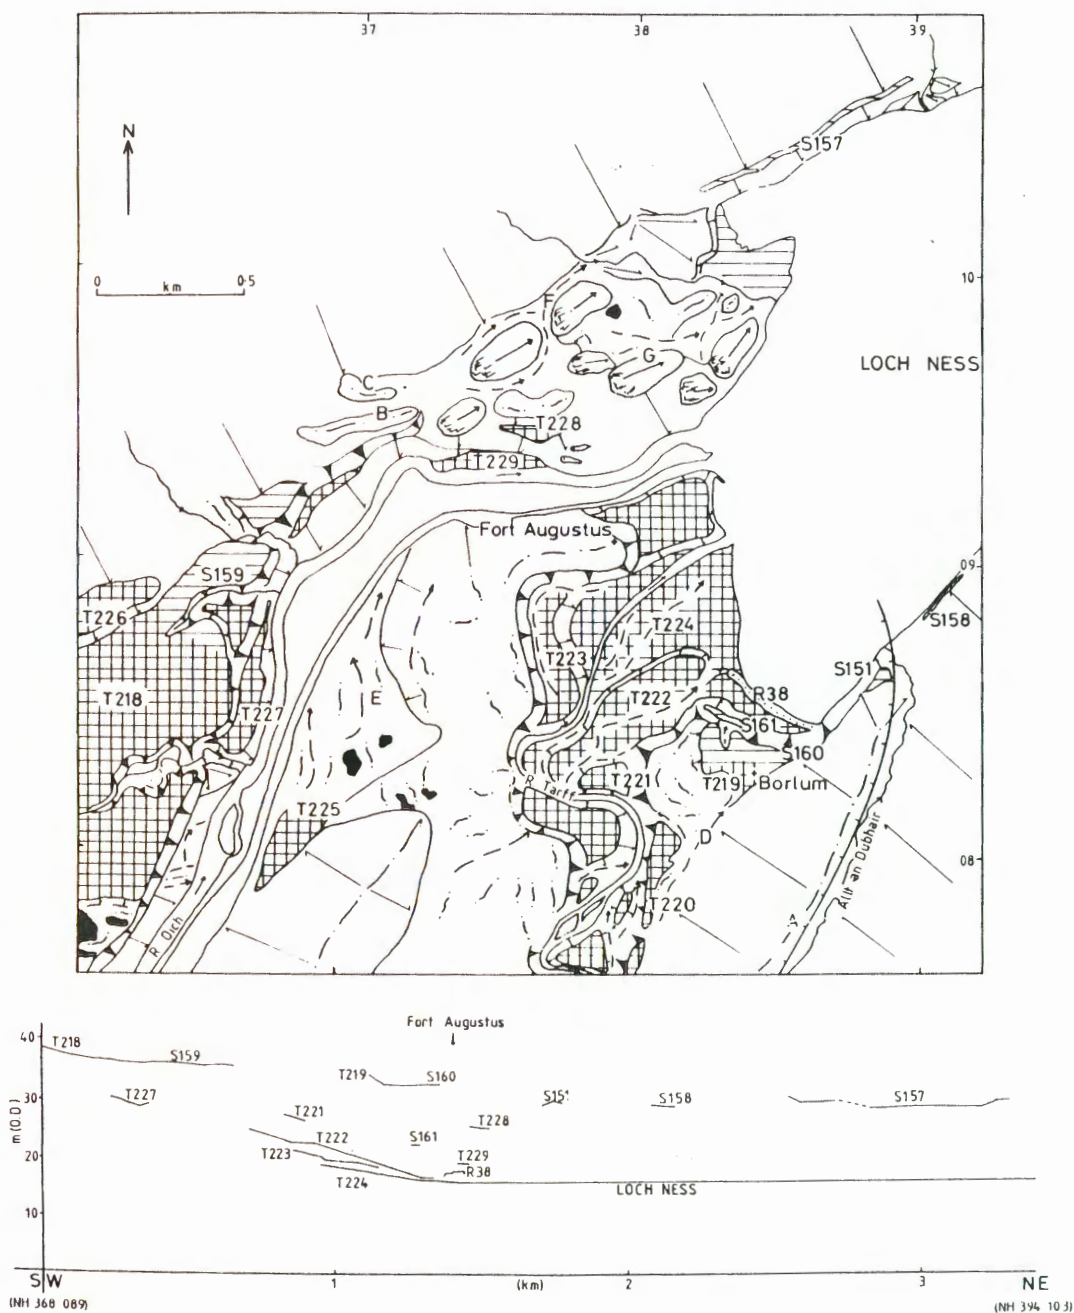 37 38 39
N
S157
0 0·5
km
10
F
G
LOCH NESS
C
B
T228
T229
Fort Augustus
09
S159
T226
S158
T224
T223
S151
T218
T222
R38
T227
E
S161
S160
T221
R Tarff
T219
Borlum
T225
D
Allt an Dubhair
08
T220
A
R Oich
Fort Augustus
40
T218
S159
T219 S160
30
T227
S151
S158
S157
m (O.D)
T221
T228
T222
S161
20
T223
T229
R38
T224
LOCH NESS
10
SW
1 (km) 2 3
NE
(NH 368 089)
(NH 394 103)